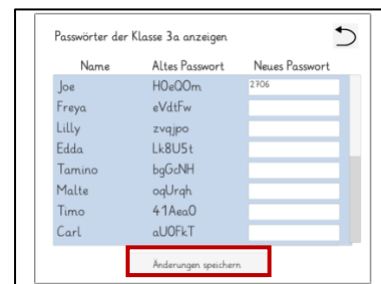 Passwörter der Klasse 3a anzeigen
Name Altes Passwort Neues Passwort
Joe H0eQ0m 2706
Freya eVdtFw
Lilly zvqjpo
Edda Lk8U5t
Tamino bgGcNH
Malte oqUrqh
Timo 41Aea0
Carl aU0FkT
Änderungen speichern